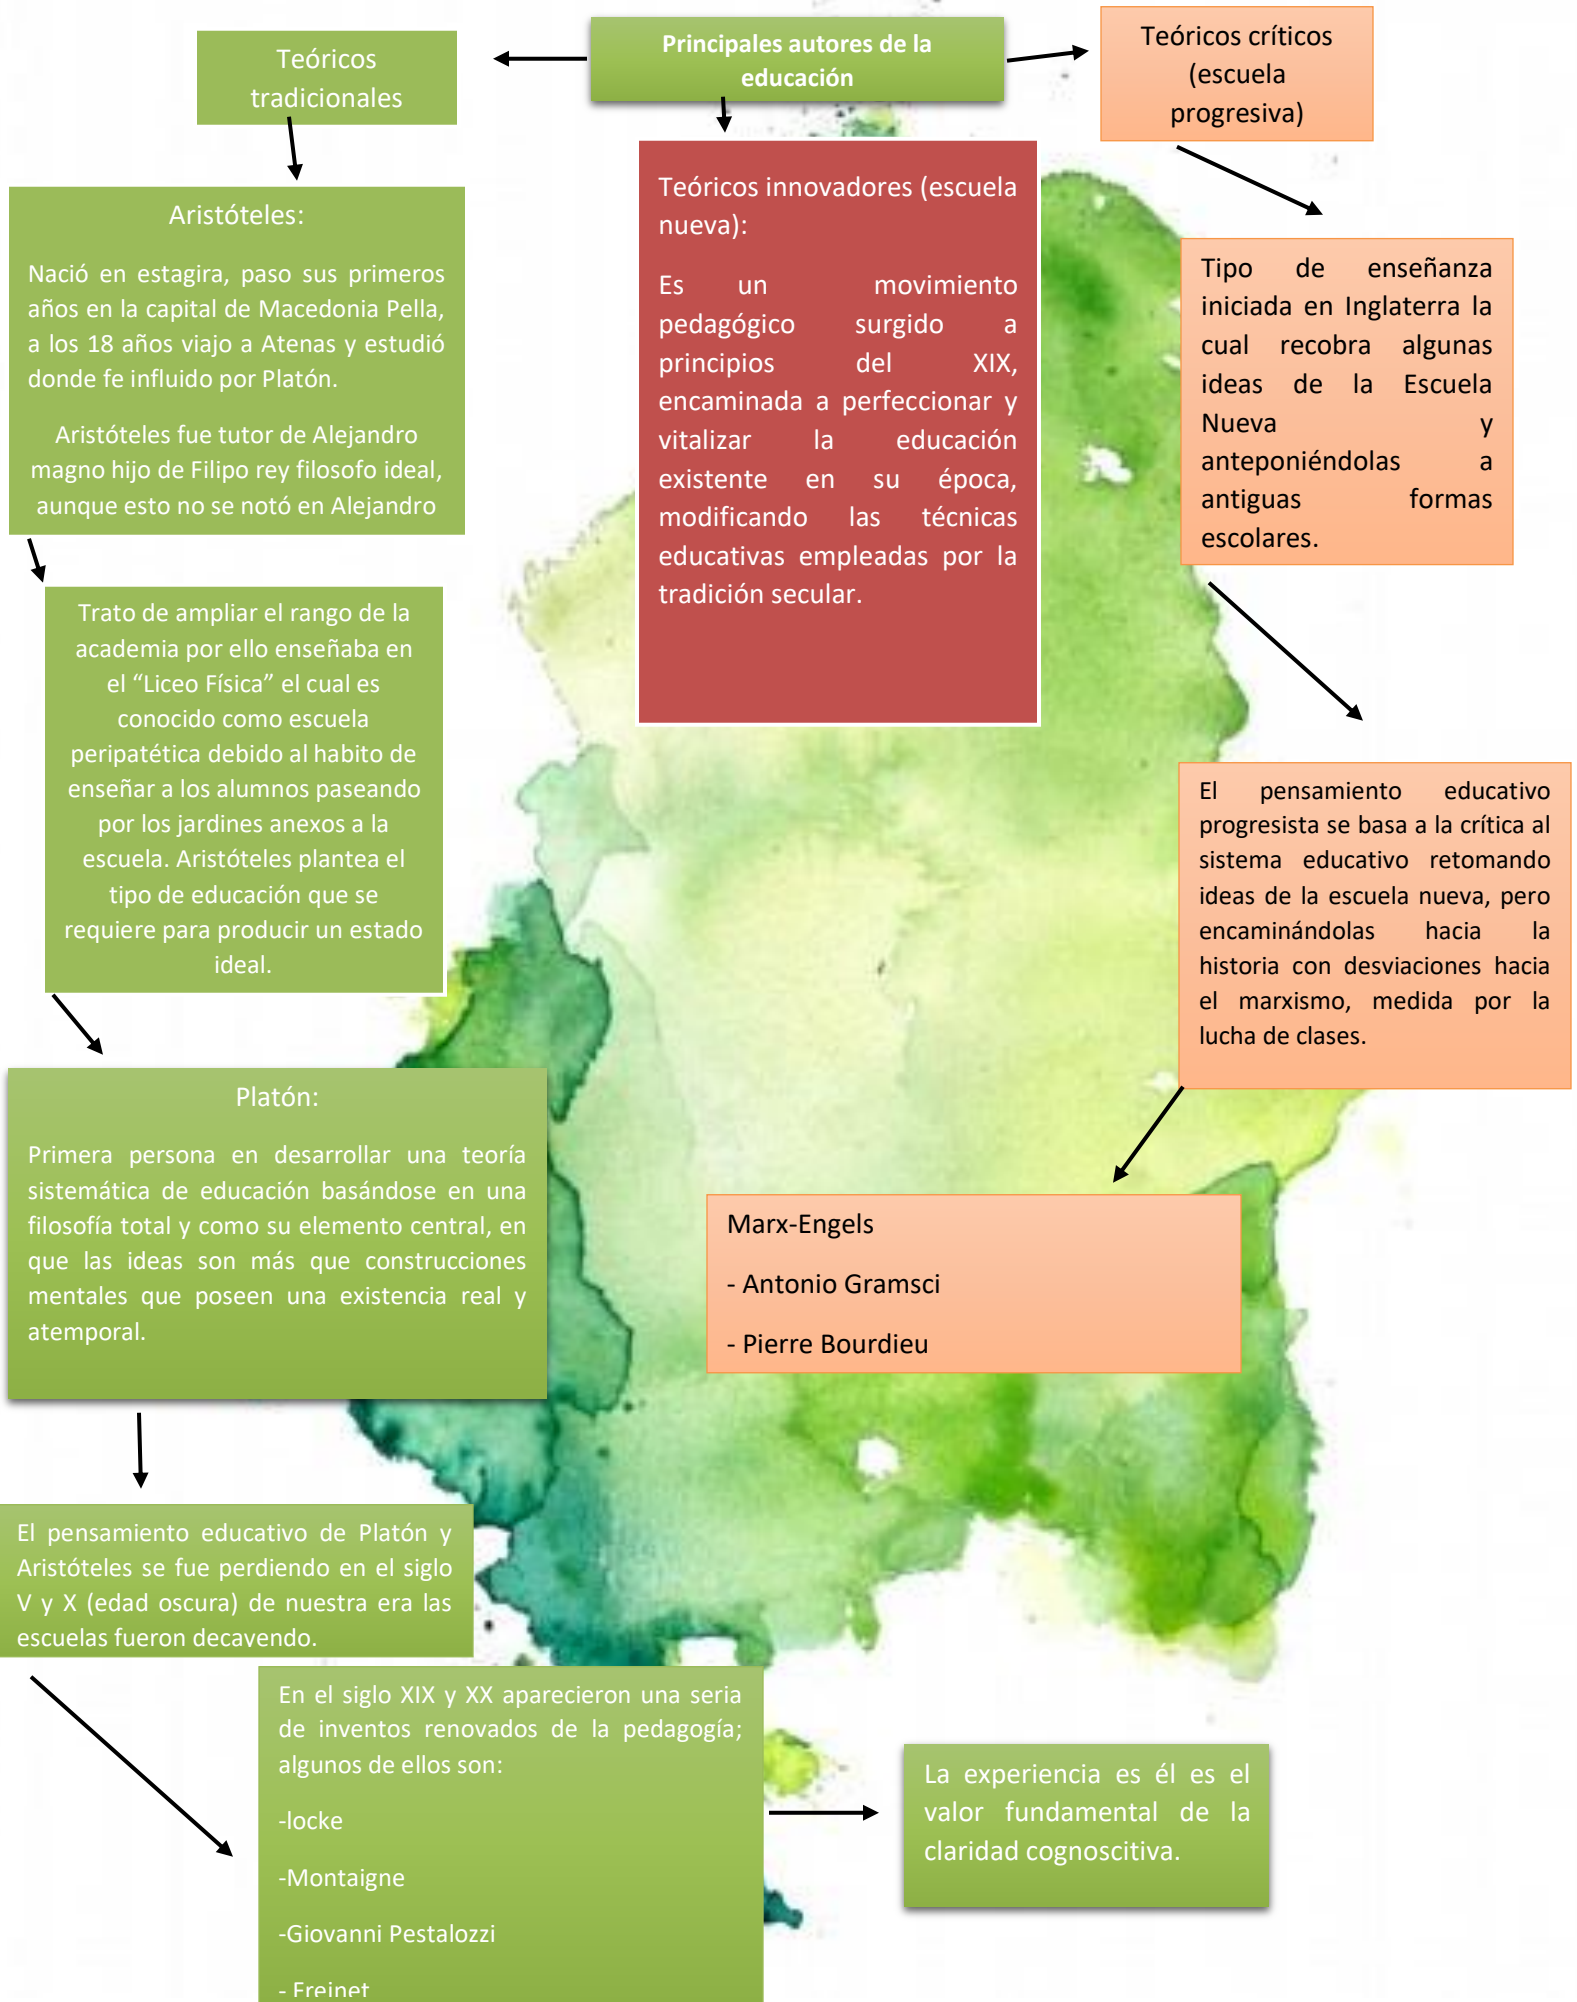 Principales autores de la
educación
Teóricos
tradicionales
Aristóteles:
Nació en estagira, paso sus primeros
años en la capital de Macedonia Pella,
a los 18 años viajo a Atenas y estudió
donde fe influido por Platón.
Aristóteles fue tutor de Alejandro
magno hijo de Filipo rey filosofo ideal,
aunque esto no se notó en Alejandro
Trato de ampliar el rango de la
academia por ello enseñaba en
el “Liceo Física” el cual es
conocido como escuela
peripatética debido al habito de
enseñar a los alumnos paseando
por los jardines anexos a la
escuela. Aristóteles plantea el
tipo de educación que se
requiere para producir un estado
ideal.
Platón:
Primera persona en desarrollar una teoría
sistemática de educación basándose en una
filosofía total y como su elemento central, en
que las ideas son más que construcciones
mentales que poseen una existencia real y
atemporal.
El pensamiento educativo de Platón y
Aristóteles se fue perdiendo en el siglo
V y X (edad oscura) de nuestra era las
escuelas fueron decayendo.
En el siglo XIX y XX aparecieron una seria
de inventos renovados de la pedagogía;
algunos de ellos son:
-locke
-Montaigne
-Giovanni Pestalozzi
- Freinet
La experiencia es él es el
valor fundamental de la
claridad cognoscitiva.
Teóricos innovadores (escuela
nueva):
Es un movimiento
pedagógico surgido a
principios del XIX,
encaminada a perfeccionar y
vitalizar la educación
existente en su época,
modificando las técnicas
educativas empleadas por la
tradición secular.
Teóricos críticos
(escuela
progresiva)
Tipo de enseñanza
iniciada en Inglaterra la
cual recobra algunas
ideas de la Escuela
Nueva y
anteponiéndolas a
antiguas formas
escolares.
El pensamiento educativo
progresista se basa a la crítica al
sistema educativo retomando
ideas de la escuela nueva, pero
encaminándolas hacia la
historia con desviaciones hacia
el marxismo, medida por la
lucha de clases.
Marx-Engels
- Antonio Gramsci
- Pierre Bourdieu